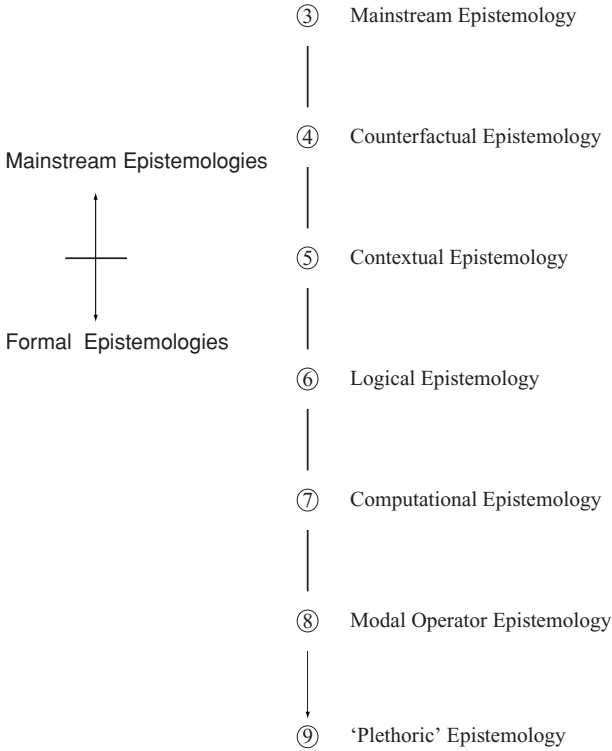 ③ Mainstream Epistemology
④ Counterfactual Epistemology
Mainstream Epistemologies
⑤ Contextual Epistemology
Formal Epistemologies
⑥ Logical Epistemology
⑦ Computational Epistemology
⑧ Modal Operator Epistemology
⑨ ‘Plethoric’ Epistemology